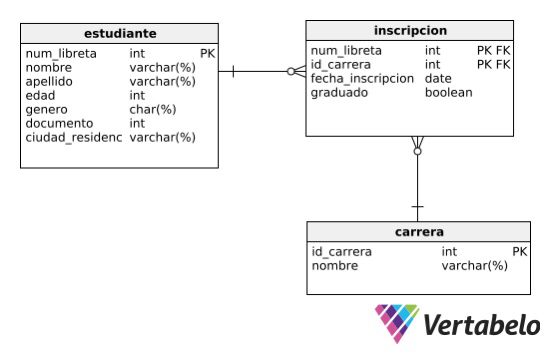 estudiante
num_libreta int PK
nombre varchar(%)
apellido varchar(%)
edad int
genero char(%)
documento int
ciudad_residenc varchar(%)
inscripcion
num_libreta int PK FK
id_carrera int PK FK
fecha_inscripcion date
graduado boolean
carrera
id_carrera int PK
nombre varchar(%)
Vertabelo